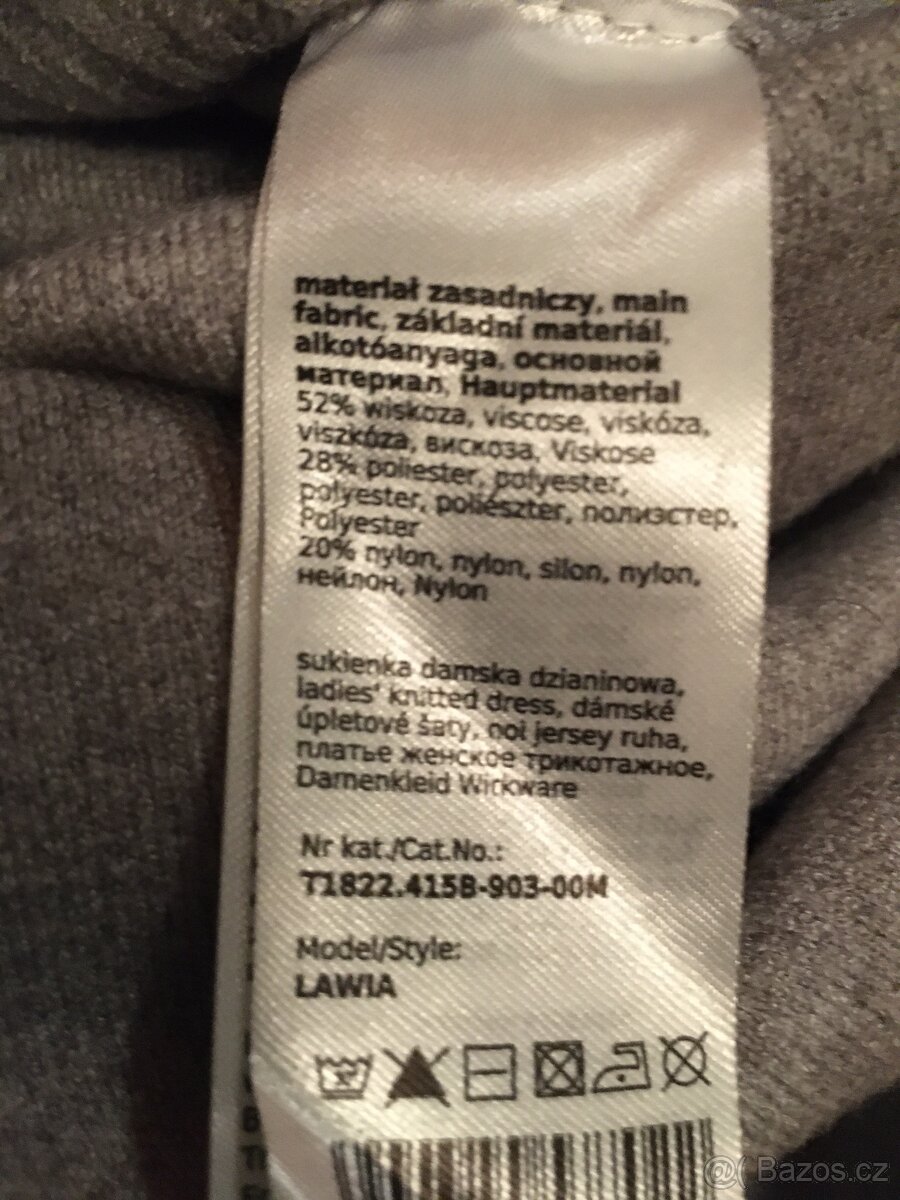 materiał zasadniczy, main
fabric, základní materiál,
alkotóanyaga, основной
материал, Hauptmaterial
52% wiskoza, viscose, viskóza,
viszkóza, вискоза, Viskose
28% poliester, polyester,
polyester, poliészter, полиэстер,
Polyester
20% nylon, nylon, silon, nylon,
нейлон, Nylon
sukienka damska dzianinowa,
ladies' knitted dress, dámské
úpletové šaty, noi jersey ruha,
платье женское трикотажное,
Damenkleid Wirkware
Nr kat./Cat.No.:
T1822.415B-903-00M
Model/Style:
LAWIA
@( Bazos.cz